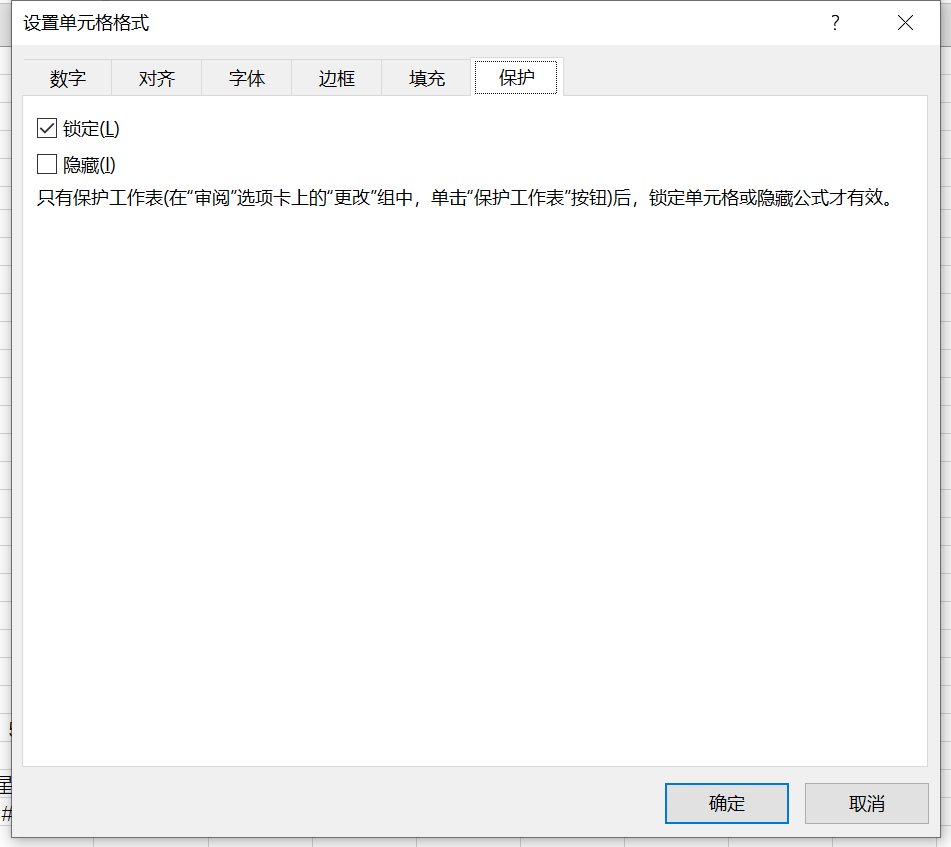 设置单元格格式
?
数字 对齐 字体 边框 填充 保护
锁定(L)
隐藏(I)
只有保护工作表(在“审阅”选项卡上的“更改”组中，单击“保护工作表”按钮)后，锁定单元格或隐藏公式才有效。
#
确定 取消